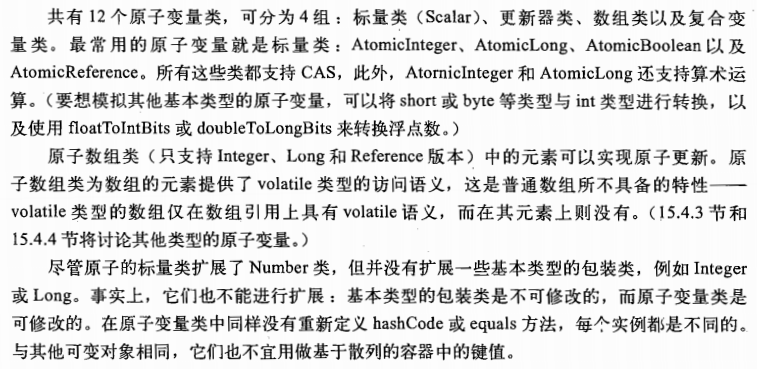 共有 12 个原子变量类，可分为 4 组：标量类（Scalar）、更新器类、数组类以及复合变
量类。最常用的原子变量就是标量类：AtomicInteger、AtomicLong、AtomicBoolean 以及
AtomicReference。所有这些类都支持 CAS，此外，AtornicInteger 和 AtomicLong 还支持算术运
算。（要想模拟其他基本类型的原子变量，可以将 short 或 byte 等类型与 int 类型进行转换，以
及使用 floatToIntBits 或 doubleToLongBits 来转换浮点数。）
原子数组类（只支持 Integer、Long 和 Reference 版本）中的元素可以实现原子更新。原
子数组类为数组的元素提供了 volatile 类型的访问语义，这是普通数组所不具备的特性——
volatile 类型的数组仅在数组引用上具有 volatile 语义，而在其元素上则没有。（15.4.3 节和
15.4.4 节将讨论其他类型的原子变量。）
尽管原子的标量类扩展了 Number 类，但并没有扩展一些基本类型的包装类，例如 Integer
或 Long。事实上，它们也不能进行扩展：基本类型的包装类是不可修改的，而原子变量类是
可修改的。在原子变量类中同样没有重新定义 hashCode 或 equals 方法，每个实例都是不同的。
与其他可变对象相同，它们也不宜用做基于散列的容器中的键值。